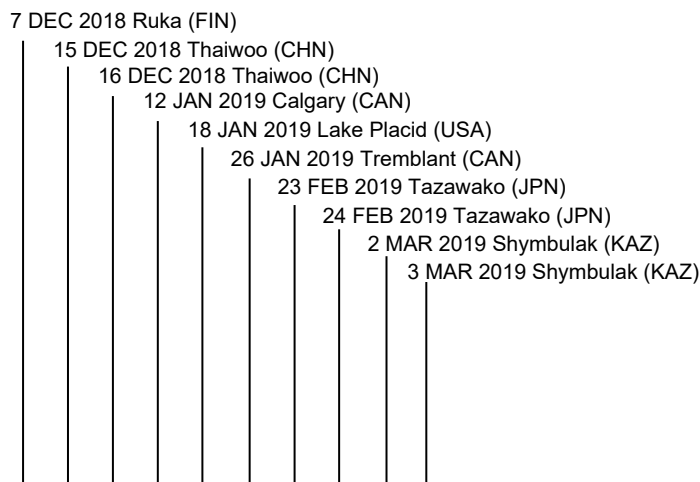 7 DEC 2018 Ruka (FIN)
15 DEC 2018 Thaiwoo (CHN)
16 DEC 2018 Thaiwoo (CHN)
12 JAN 2019 Calgary (CAN)
18 JAN 2019 Lake Placid (USA)
26 JAN 2019 Tremblant (CAN)
23 FEB 2019 Tazawako (JPN)
24 FEB 2019 Tazawako (JPN)
2 MAR 2019 Shymbulak (KAZ)
3 MAR 2019 Shymbulak (KAZ)